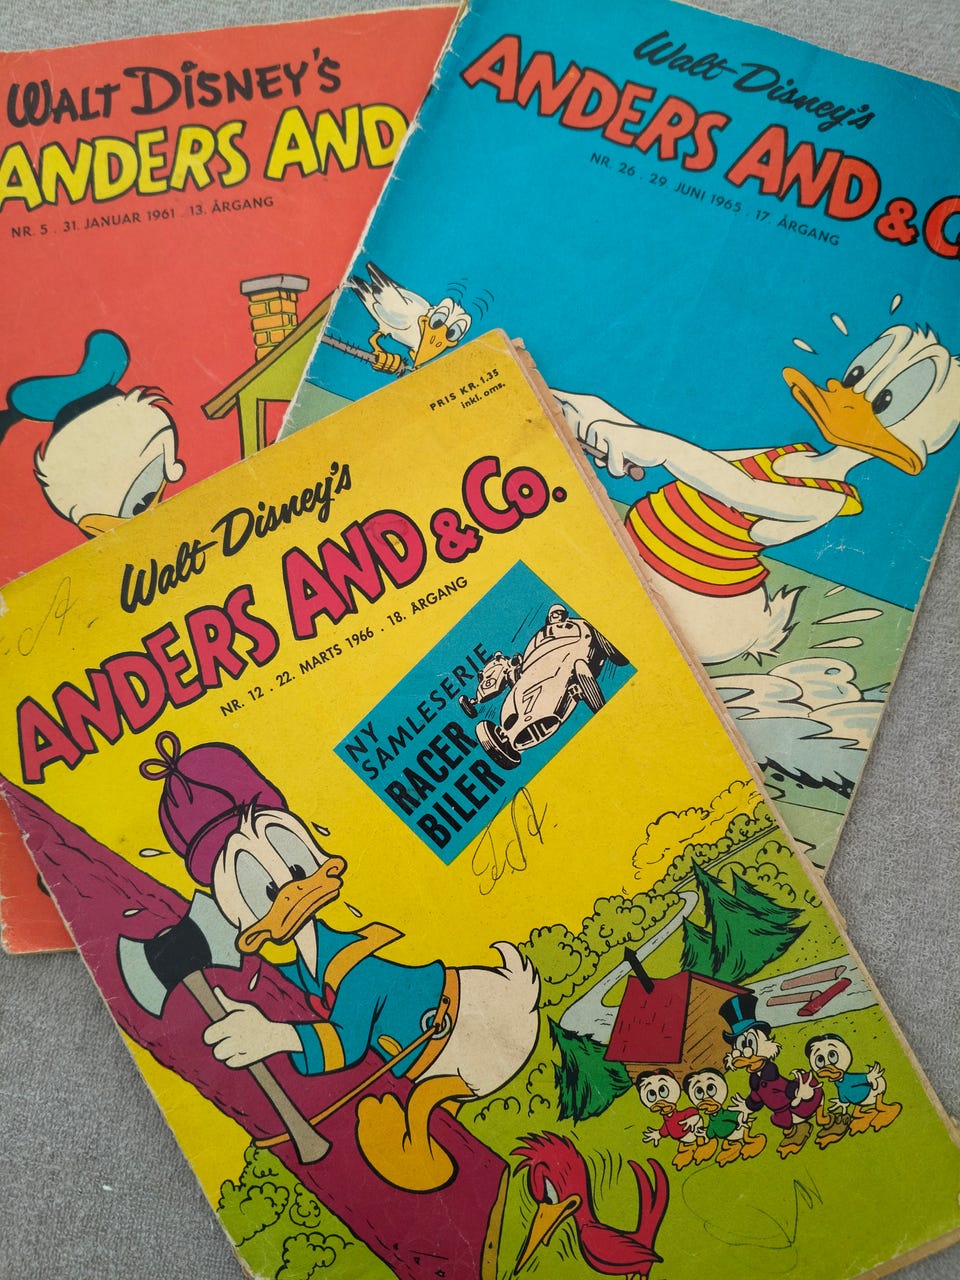 WALT DISNEY'S
ANDERS AND
NR. 5 . 31. JANUAR 1961 . 13. ÅRGANG
Walt Disney's
ANDERS AND & C
NR. 26 . 29. JUNI 1965 . 17. ÅRGANG
PRIS KR. 1.35
inkl. oms.
Walt Disney's
ANDERS AND & Co.
NR. 12 . 22. MARTS 1966 . 18. ÅRGANG
NY
SAMLESERIE
RACER
BILER
7